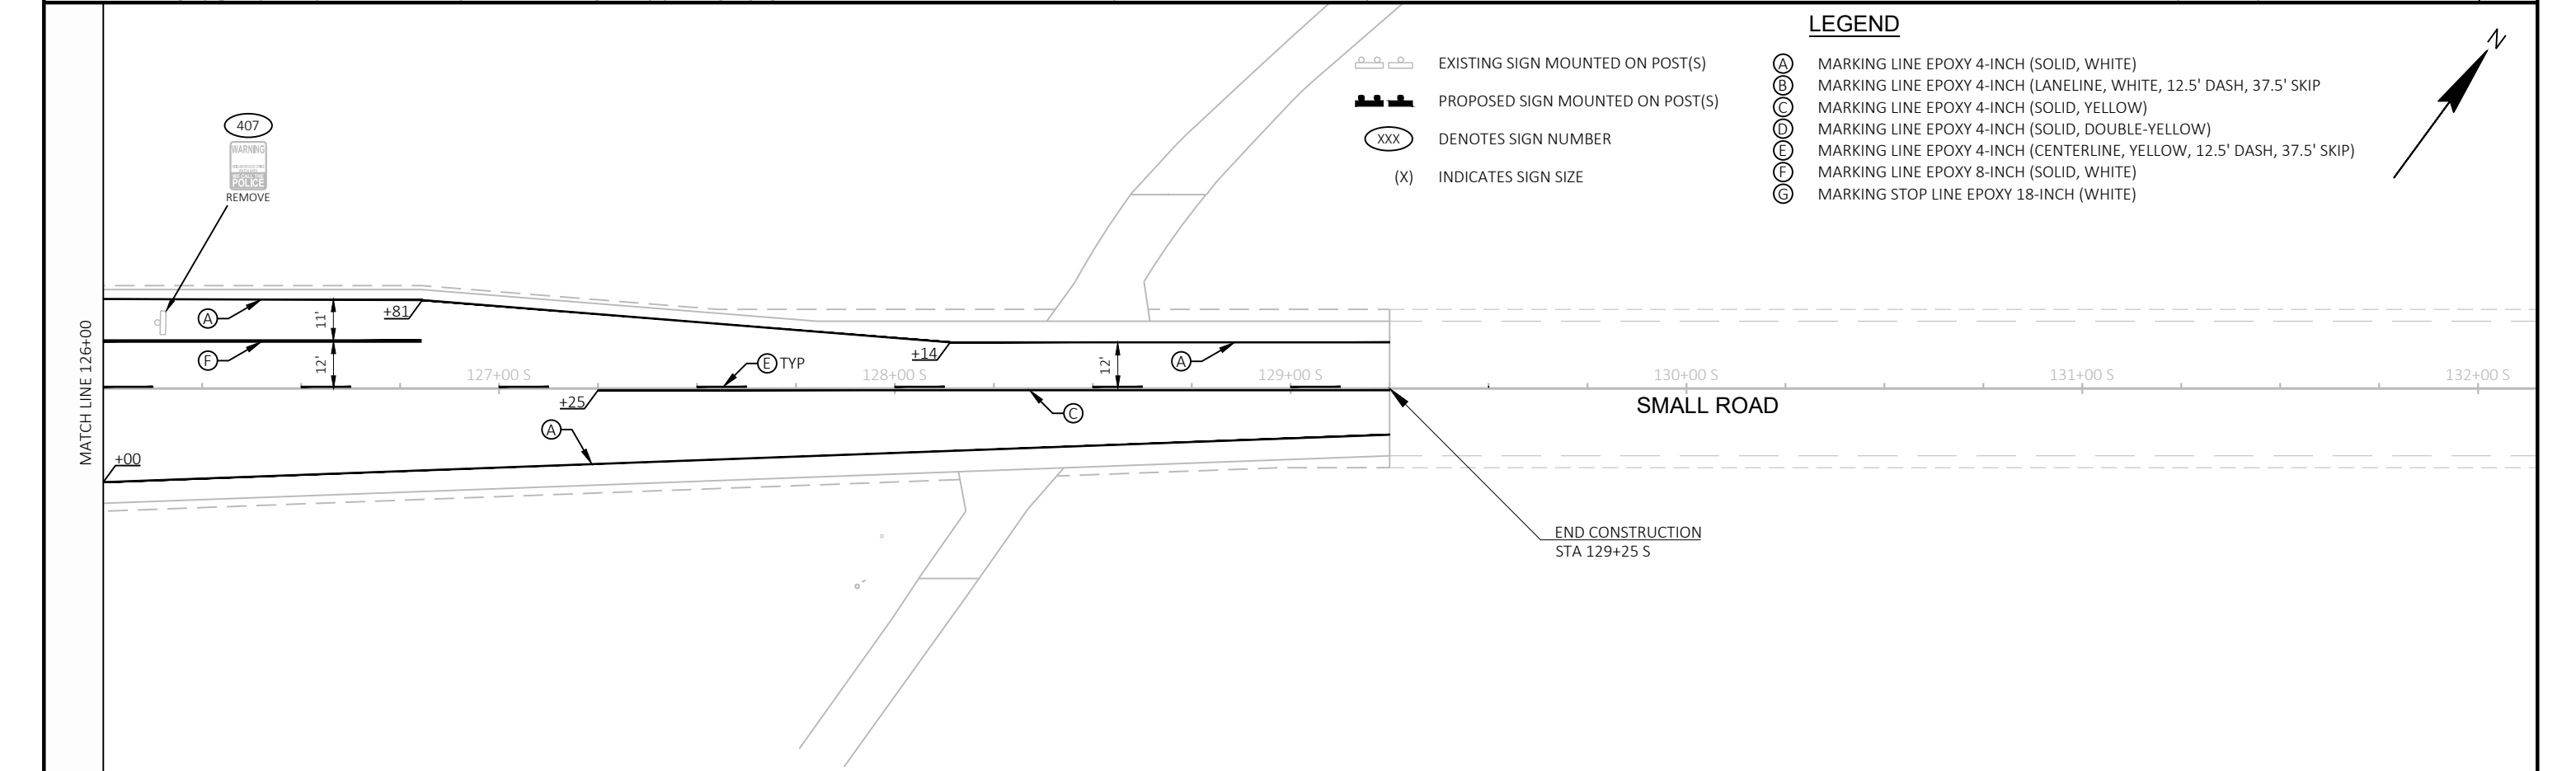 LEGEND
EXISTING SIGN MOUNTED ON POST(S)
PROPOSED SIGN MOUNTED ON POST(S)
XXX DENOTES SIGN NUMBER
(X) INDICATES SIGN SIZE
A MARKING LINE EPOXY 4-INCH (SOLID, WHITE)
B MARKING LINE EPOXY 4-INCH (LANELINE, WHITE, 12.5' DASH, 37.5' SKIP
C MARKING LINE EPOXY 4-INCH (SOLID, YELLOW)
D MARKING LINE EPOXY 4-INCH (SOLID, DOUBLE-YELLOW)
E MARKING LINE EPOXY 4-INCH (CENTERLINE, YELLOW, 12.5' DASH, 37.5' SKIP)
F MARKING LINE EPOXY 8-INCH (SOLID, WHITE)
G MARKING STOP LINE EPOXY 18-INCH (WHITE)
N
407
WARNING
POLICE
REMOVE
MATCH LINE 126+00
A
11'
+81
F
12'
+14
E TYP
12'
A
127+00 S
128+00 S
129+00 S
130+00 S
131+00 S
132+00 S
+25
C
SMALL ROAD
A
+00
END CONSTRUCTION
STA 129+25 S